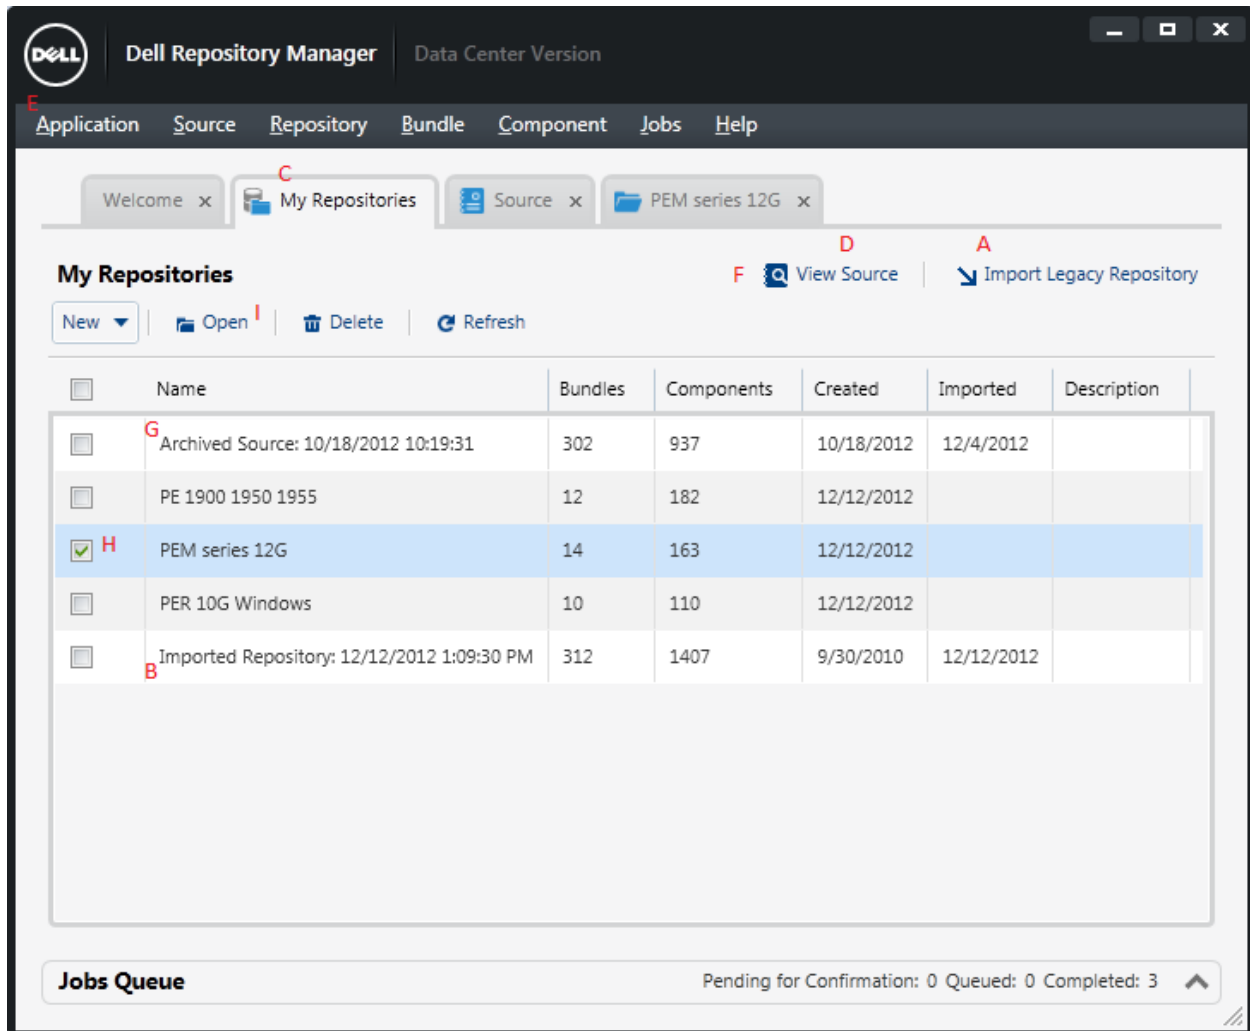 DELL Dell Repository Manager Data Center Version
E
Application Source Repository Bundle Component Jobs Help
C
Welcome x My Repositories Source x PEM series 12G x
D A
My Repositories F View Source Import Legacy Repository
New Open I Delete Refresh
Name Bundles Components Created Imported Description
G Archived Source: 10/18/2012 10:19:31 302 937 10/18/2012 12/4/2012
PE 1900 1950 1955 12 182 12/12/2012
H PEM series 12G 14 163 12/12/2012
PER 10G Windows 10 110 12/12/2012
B Imported Repository: 12/12/2012 1:09:30 PM 312 1407 9/30/2010 12/12/2012
Jobs Queue Pending for Confirmation: 0 Queued: 0 Completed: 3